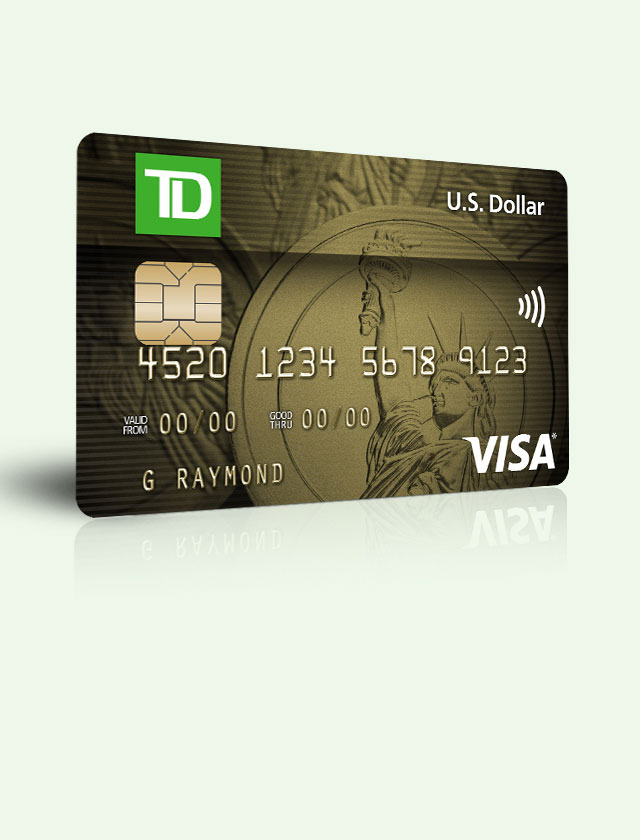 TD
U.S. Dollar
4520 1234 5678 9123
VALID FROM 00/00 GOOD THRU 00/00
G RAYMOND
VISA*